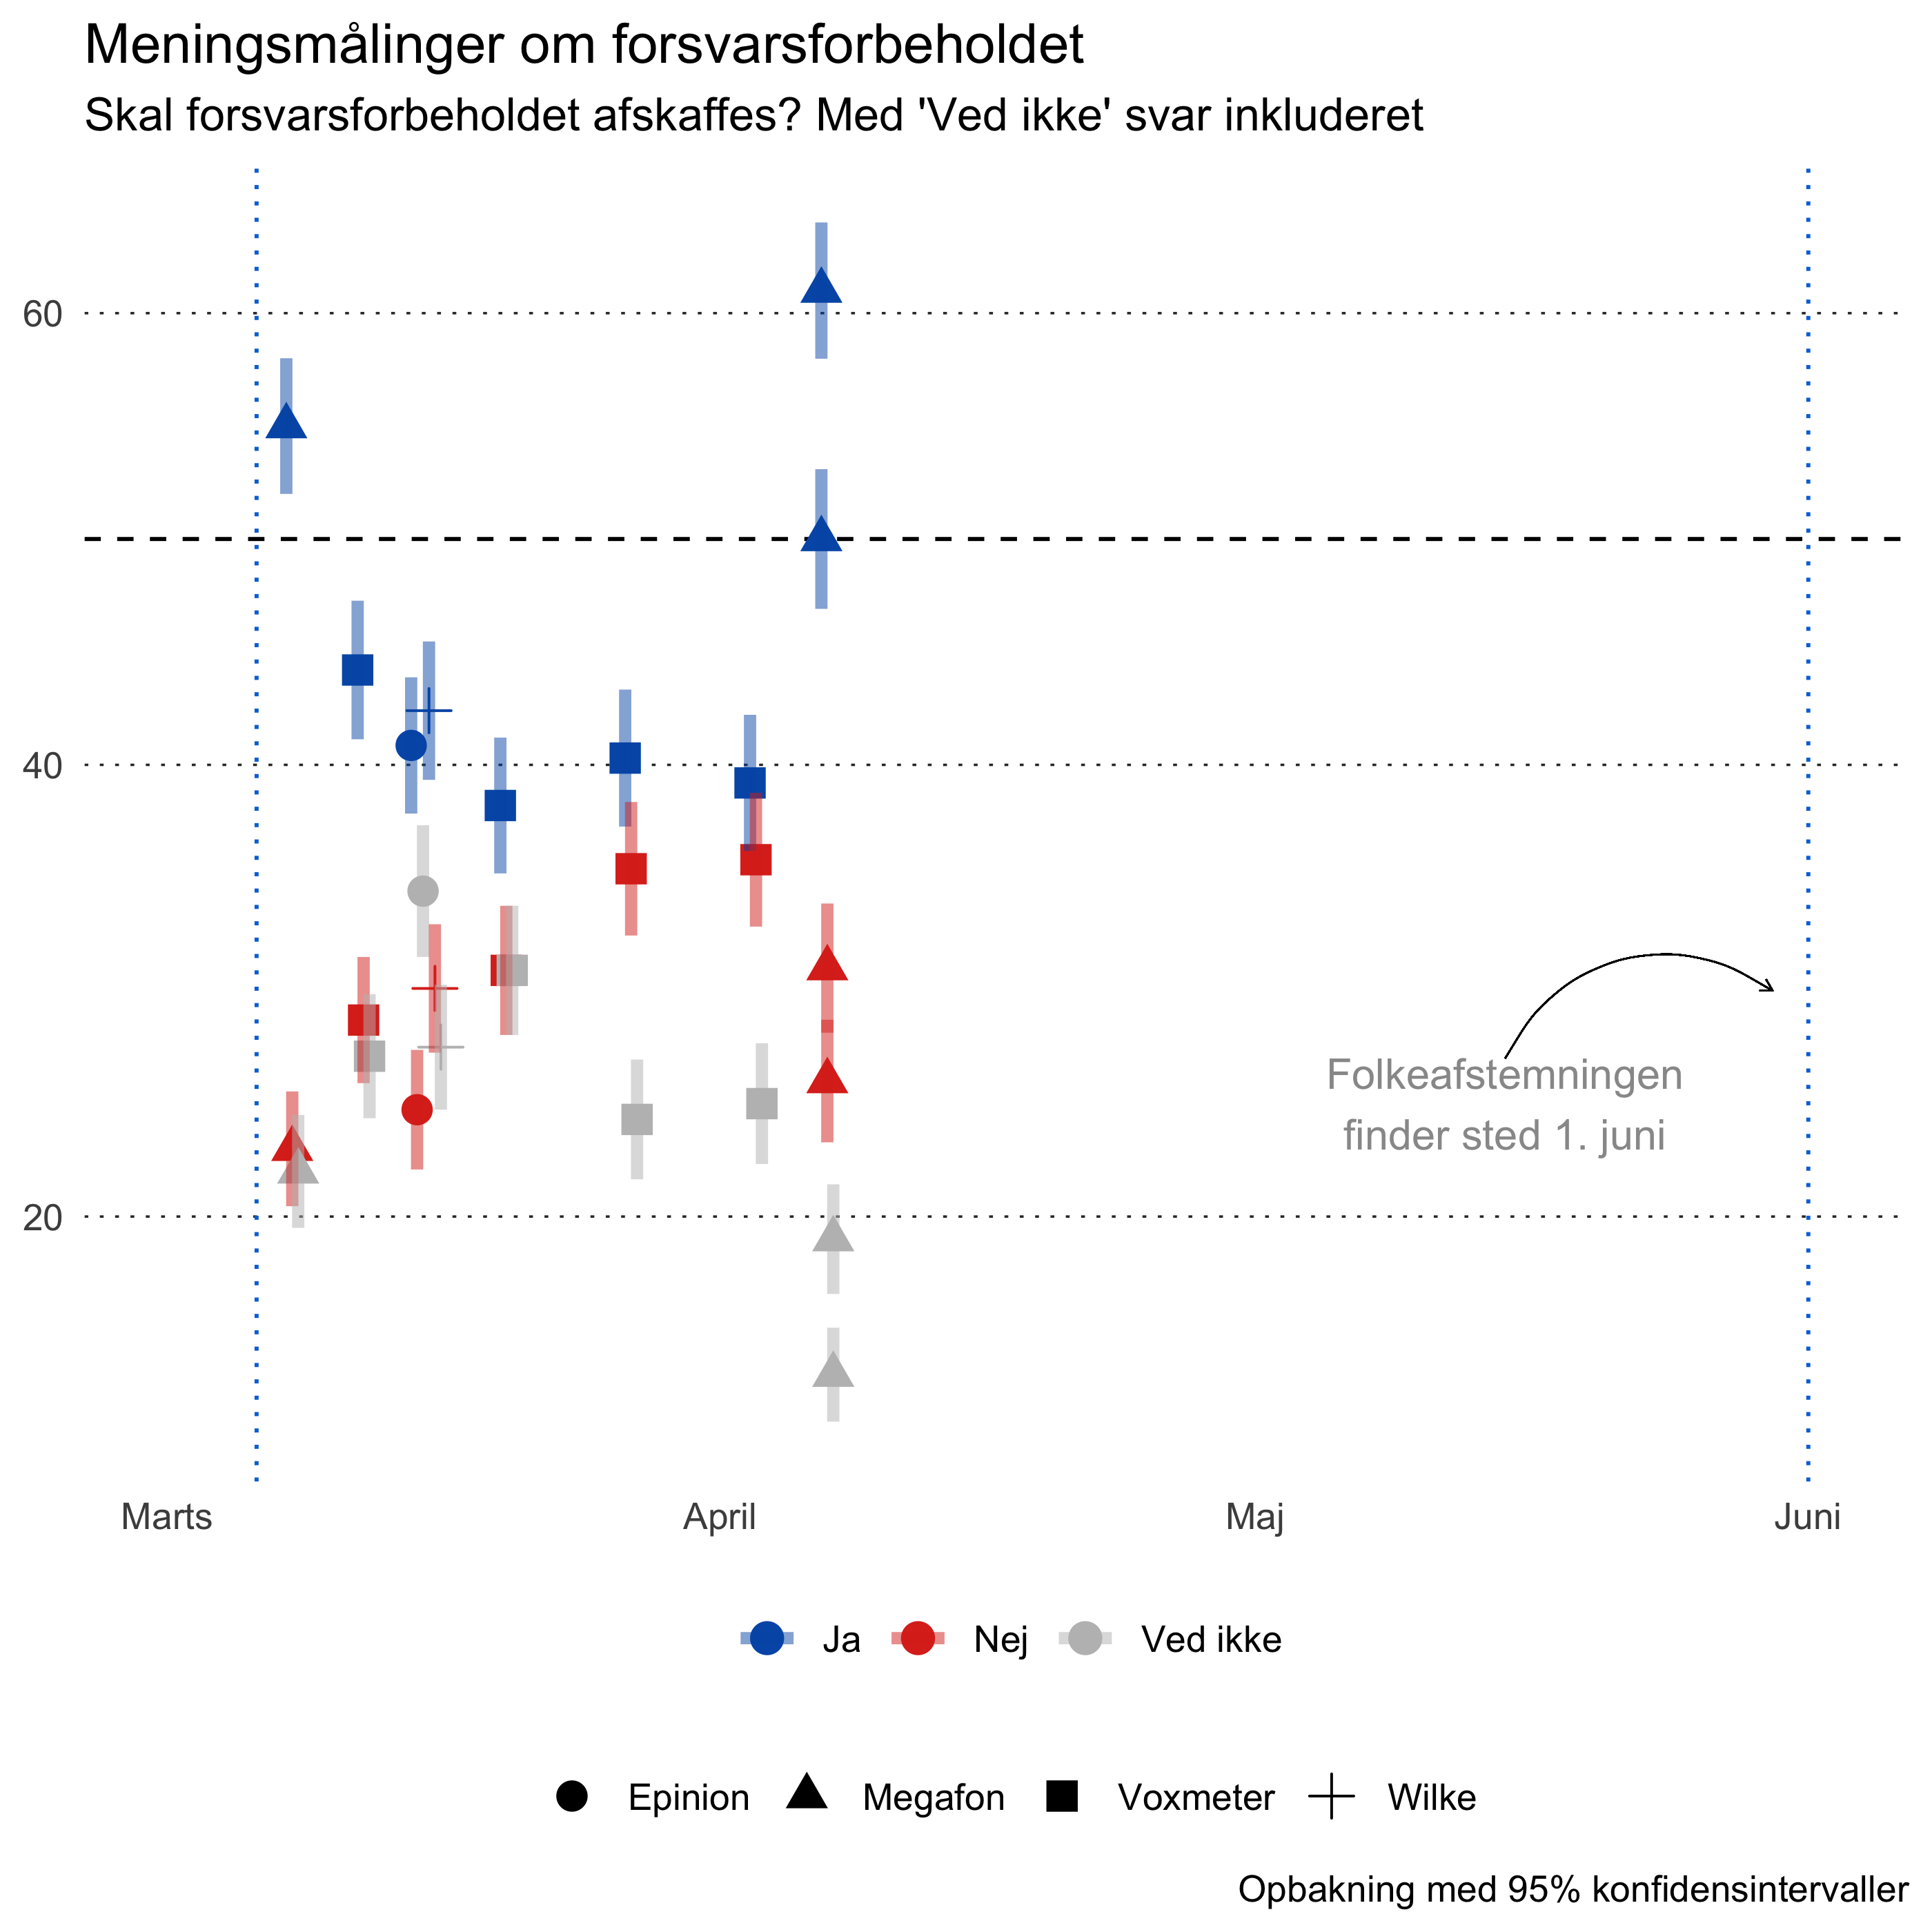 Meningsmålinger om forsvarsforbeholdet
Skal forsvarsforbeholdet afskaffes? Med 'Ved ikke' svar inkluderet
60
40
20
Folkeafstemningen
finder sted 1. juni
Marts April Maj Juni
Ja Nej Ved ikke
Epinion Megafon Voxmeter Wilke
Opbakning med 95% konfidensintervaller